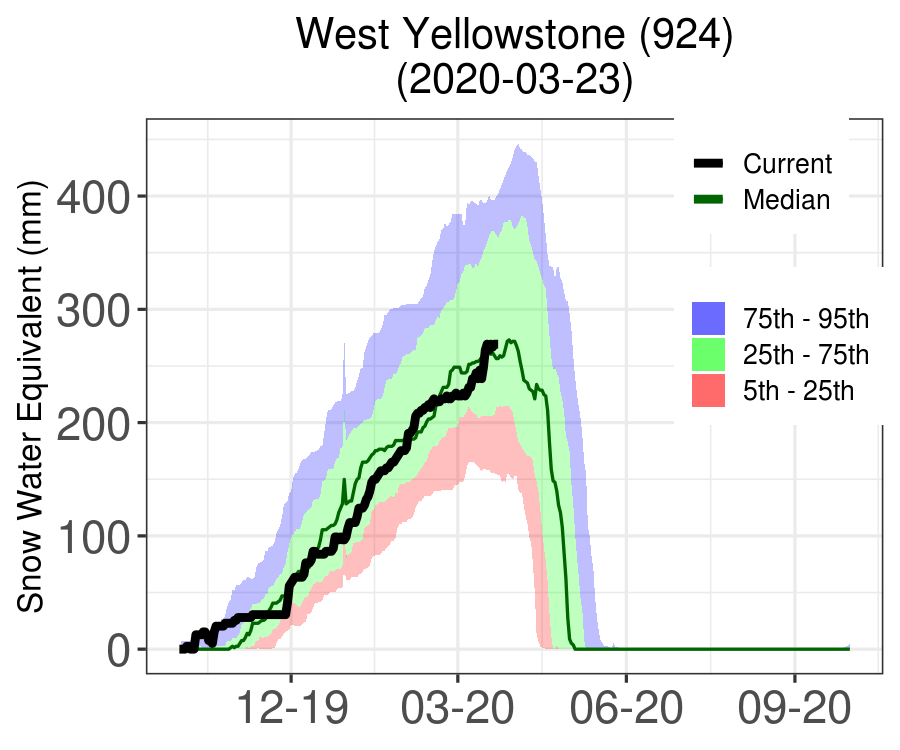 West Yellowstone (924)
(2020-03-23)
Snow Water Equivalent (mm)
400
300
200
100
0
12-19
03-20
06-20
09-20
Current
Median
75th - 95th
25th - 75th
5th - 25th